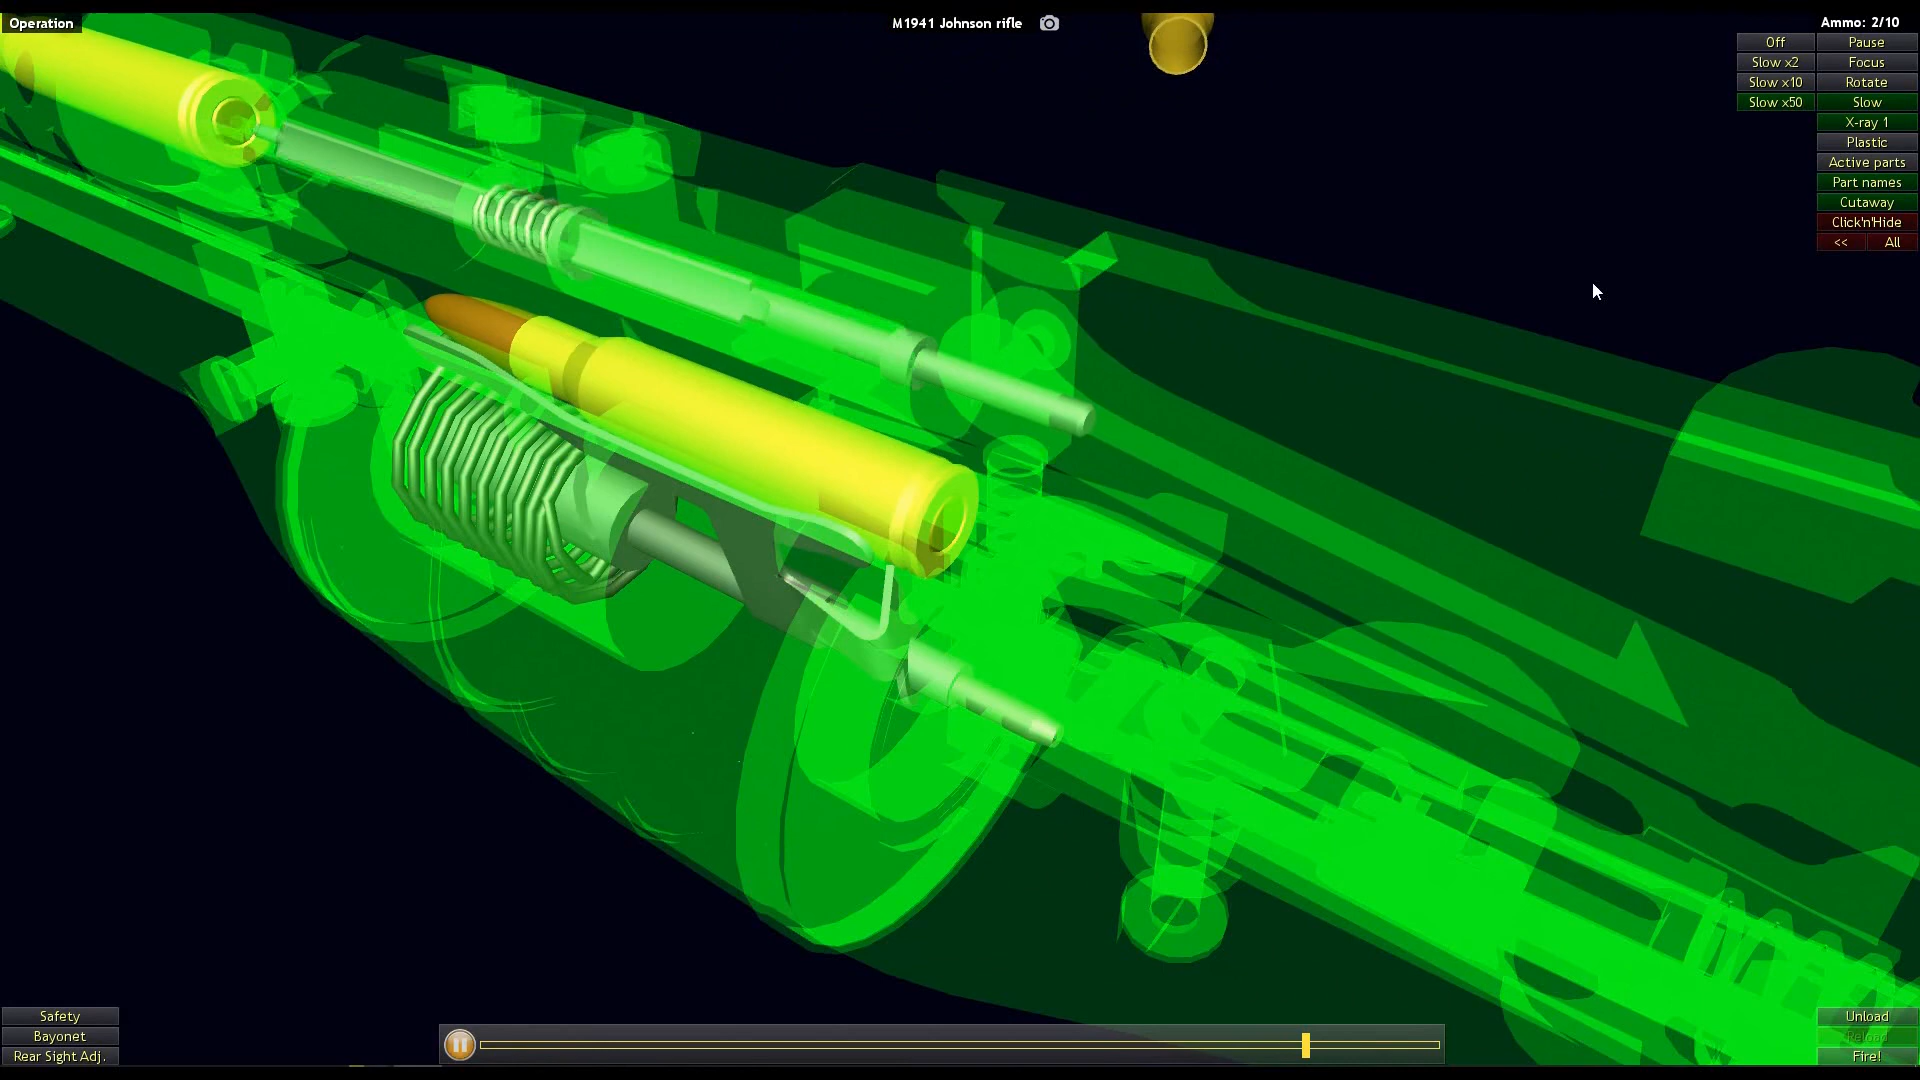 Operation
M1941 Johnson rifle
Ammo: 2/10
Off
Pause
Slow x2
Focus
Slow x10
Rotate
Slow x50
Slow
X-ray 1
Plastic
Active parts
Part names
Cutaway
Click'n'Hide
<<
All
Safety
Bayonet
Rear Sight Adj.
Unload
Reload
Fire!